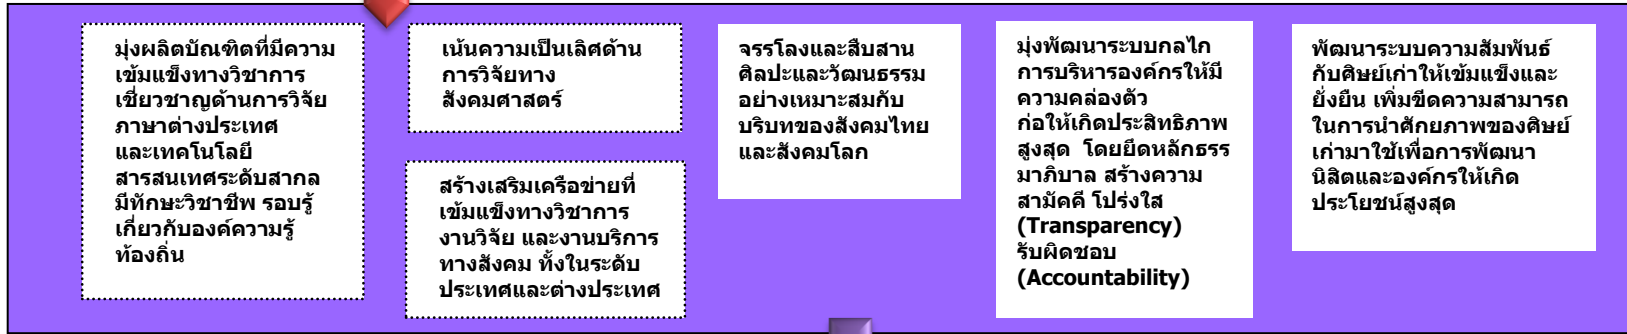 มุ่งผลิตบัณฑิตที่มีความ
เข้มแข็งทางวิชาการ
เชี่ยวชาญด้านการวิจัย
ภาษาต่างประเทศ
และเทคโนโลยี
สารสนเทศระดับสากล
มีทักษะวิชาชีพ รอบรู้
เกี่ยวกับองค์ความรู้
ท้องถิ่น
เน้นความเป็นเลิศด้าน
การวิจัยทาง
สังคมศาสตร์
สร้างเสริมเครือข่ายที่
เข้มแข็งทางวิชาการ
งานวิจัย และงานบริการ
ทางสังคม ทั้งในระดับ
ประเทศและต่างประเทศ
จรรโลงและสืบสาน
ศิลปะและวัฒนธรรม
อย่างเหมาะสมกับ
บริบทของสังคมไทย
และสังคมโลก
มุ่งพัฒนาระบบกลไก
การบริหารองค์กรให้มี
ความคล่องตัว
ก่อให้เกิดประสิทธิภาพ
สูงสุด โดยยึดหลักธรร
มาภิบาล สร้างความ
สามัคคี โปร่งใส
(Transparency)
รับผิดชอบ
(Accountability)
พัฒนาระบบความสัมพันธ์
กับศิษย์เก่าให้เข้มแข็งและ
ยั่งยืน เพิ่มขีดความสามารถ
ในการนำศักยภาพของศิษย์
เก่ามาใช้เพื่อการพัฒนา
นิสิตและองค์กรให้เกิด
ประโยชน์สูงสุด